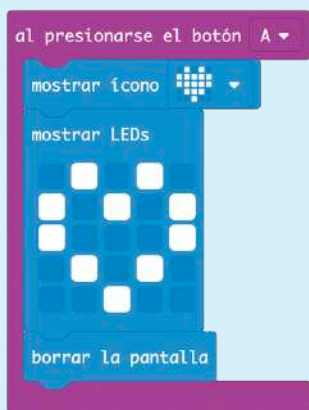 al presionarse el botón A
mostrar ícono
mostrar LEDs
borrar la pantalla